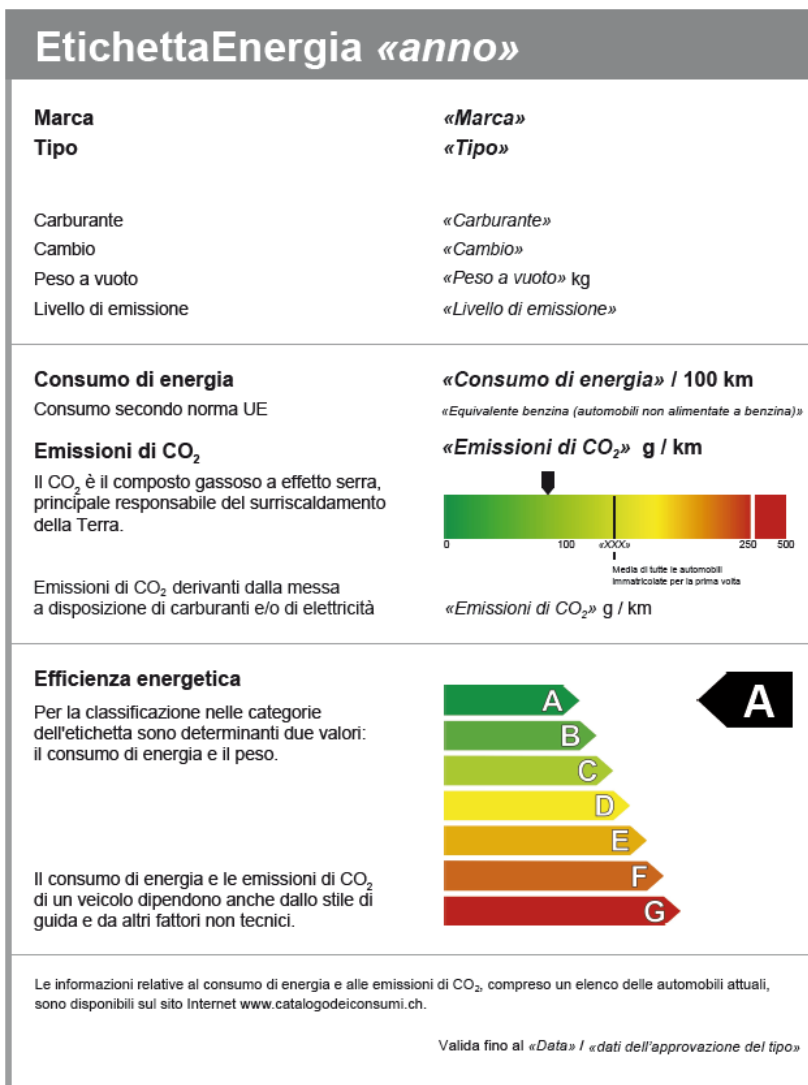 EtichettaEnergia «anno»
Marca «Marca»
Tipo «Tipo»
Carburante «Carburante»
Cambio «Cambio»
Peso a vuoto «Peso a vuoto» kg
Livello di emissione «Livello di emissione»
Consumo di energia «Consumo di energia» / 100 km
Consumo secondo norma UE «Equivalente benzina (automobili non alimentate a benzina)»
Emissioni di CO₂ «Emissioni di CO₂» g / km
Il CO₂ è il composto gassoso a effetto serra,
principale responsabile del surriscaldamento
della Terra.
0 100 «XXX» 250 500
Media di tutte le automobili
immatricolate per la prima volta
Emissioni di CO₂ derivanti dalla messa
a disposizione di carburanti e/o di elettricità «Emissioni di CO₂» g / km
Efficienza energetica
Per la classificazione nelle categorie
dell'etichetta sono determinanti due valori:
il consumo di energia e il peso.
A A
B
C
D
E
F
G
Il consumo di energia e le emissioni di CO₂
di un veicolo dipendono anche dallo stile di
guida e da altri fattori non tecnici.
Le informazioni relative al consumo di energia e alle emissioni di CO₂, compreso un elenco delle automobili attuali,
sono disponibili sul sito Internet www.catalogodeiconsumi.ch.
Valida fino al «Data» / «dati dell'approvazione del tipo»